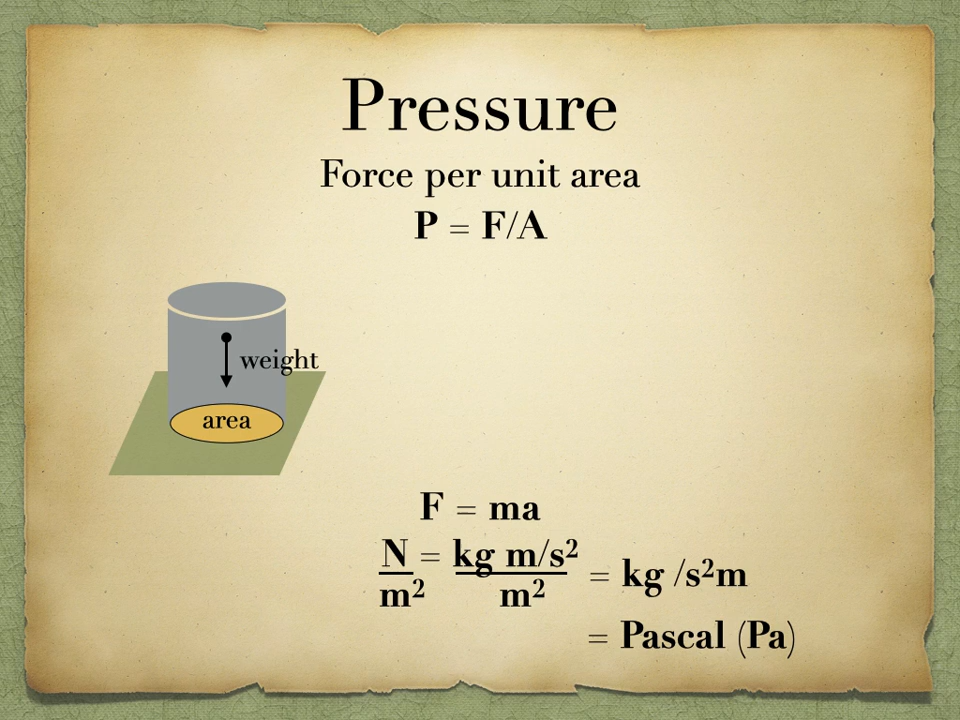 Pressure
Force per unit area
P = F/A
weight
area
F = ma
N = kg m/s²
m² m²
= kg /s²m
= Pascal (Pa)